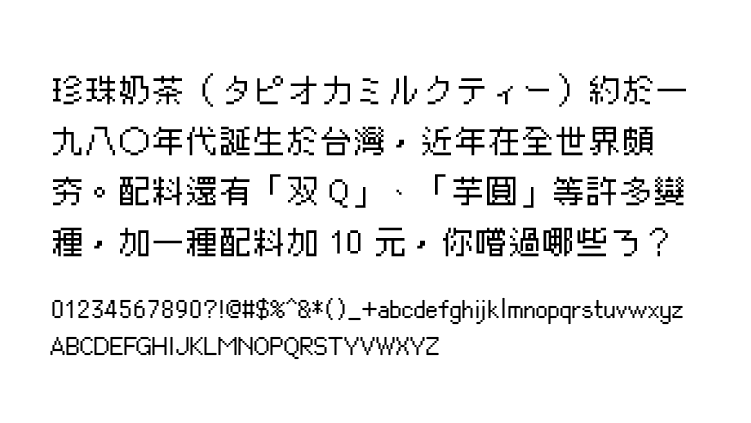 珍珠奶茶（タピオカミルクティー）約於一
九八〇年代誕生於台灣，近年在全世界頗
夯。配料還有「双Ｑ」、「芋圓」等許多變
種，加一種配料加 10 元，你嚐過哪些ㄋ？
01234567890?!@#$%^&*()_+abcdefghijklmnopqrstuvwxyz
ABCDEFGHIJKLMNOPQRSTYVWXYZ